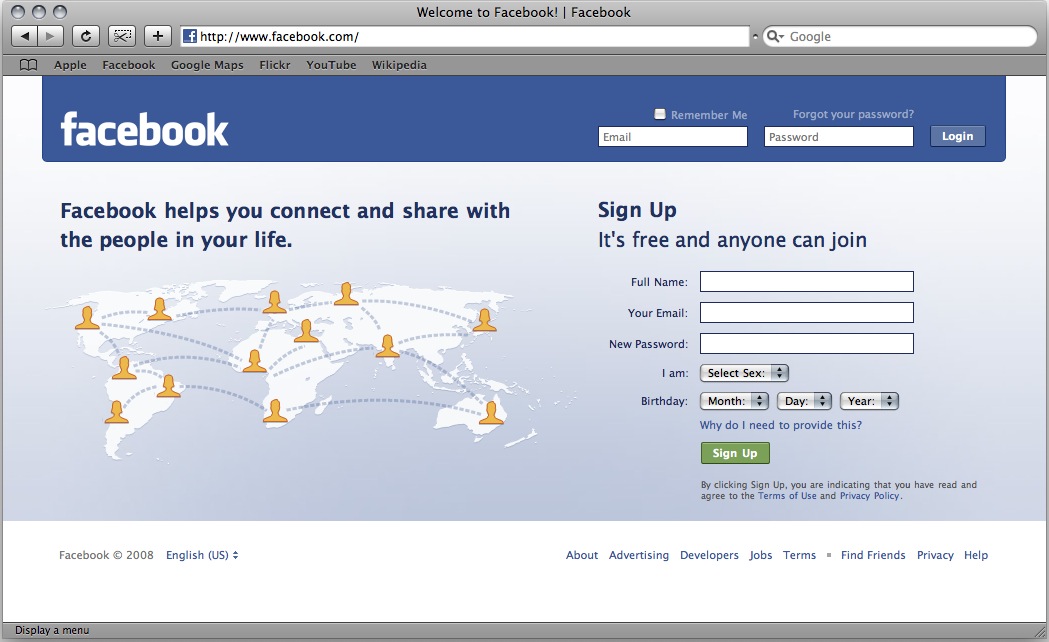 Welcome to Facebook! | Facebook
http://www.facebook.com/
Google
Apple Facebook Google Maps Flickr YouTube Wikipedia
facebook
Remember Me Forgot your password?
Email Password Login
Facebook helps you connect and share with
the people in your life.
Sign Up
It's free and anyone can join
Full Name:
Your Email:
New Password:
I am: Select Sex:
Birthday: Month: Day: Year:
Why do I need to provide this?
Sign Up
By clicking Sign Up, you are indicating that you have read and
agree to the Terms of Use and Privacy Policy.
Facebook © 2008 English (US)
About Advertising Developers Jobs Terms ▪ Find Friends Privacy Help
Display a menu